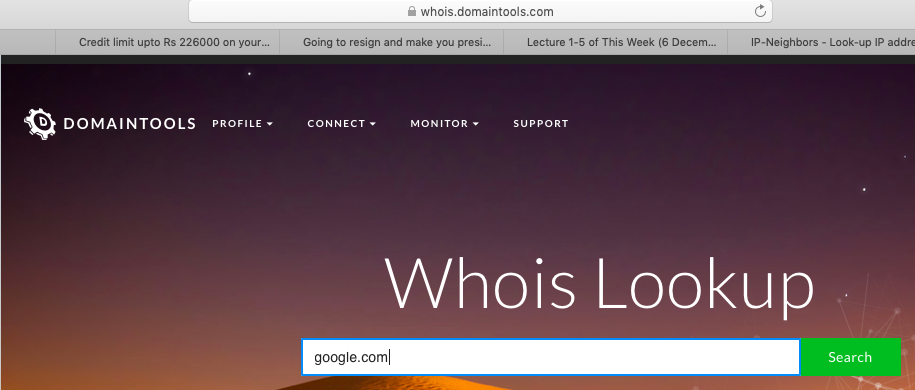 whois.domaintools.com
Credit limit upto Rs 226000 on your...
Going to resign and make you presi...
Lecture 1-5 of This Week (6 Decem...
IP-Neighbors - Look-up IP addre
DOMAINTOOLS
PROFILE
CONNECT
MONITOR
SUPPORT
Whois Lookup
google.com
Search